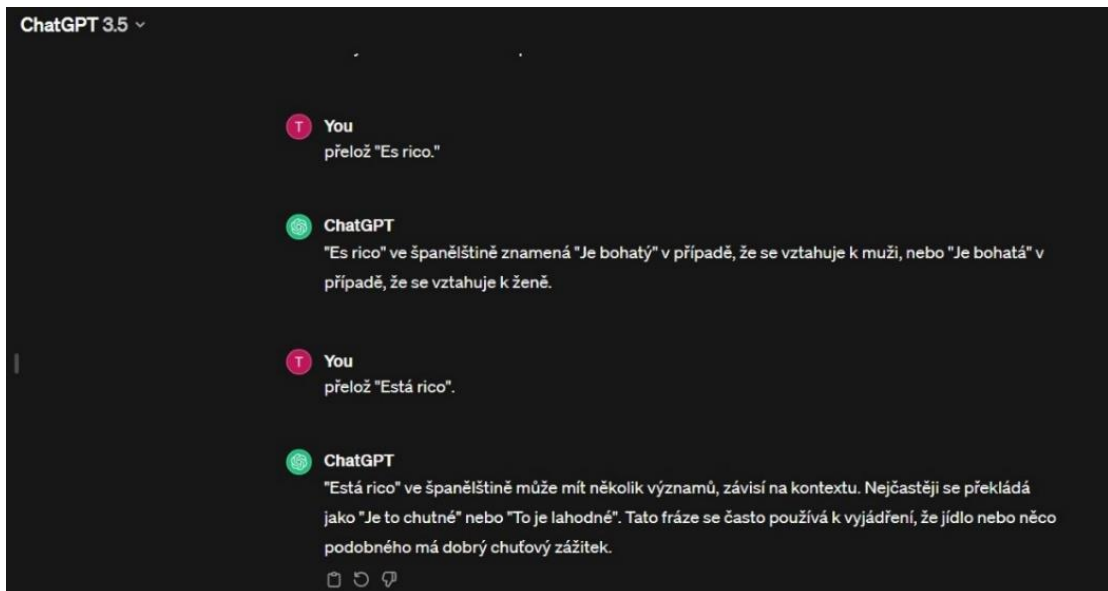 ChatGPT 3.5
You
přelož "Es rico."
ChatGPT
"Es rico" ve španělštině znamená "Je bohatý" v případě, že se vztahuje k muži, nebo "Je bohatá" v
případě, že se vztahuje k ženě.
You
přelož "Está rico".
ChatGPT
"Está rico" ve španělštině může mít několik významů, závisí na kontextu. Nejčastěji se překládá
jako "Je to chutné" nebo "To je lahodné". Tato fráze se často používá k vyjádření, že jídlo nebo něco
podobného má dobrý chuťový zážitek.